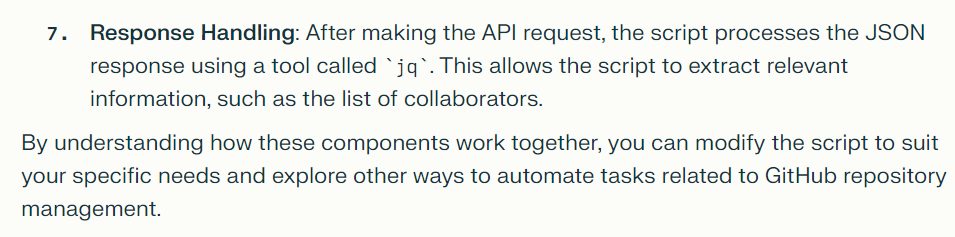 7. Response Handling: After making the API request, the script processes the JSON
response using a tool called `jq`. This allows the script to extract relevant
information, such as the list of collaborators.
By understanding how these components work together, you can modify the script to suit
your specific needs and explore other ways to automate tasks related to GitHub repository
management.